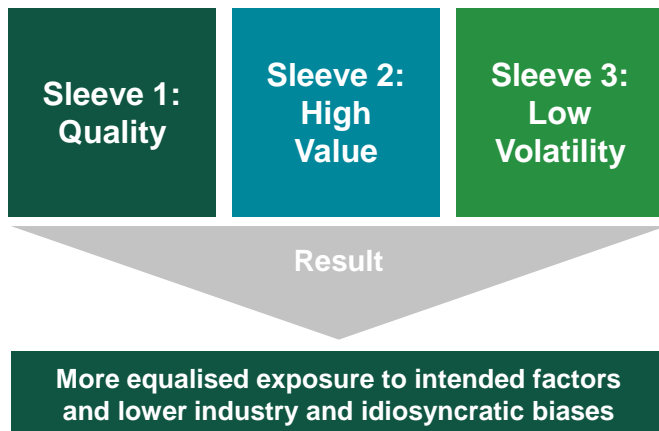 Sleeve 1:
Quality
Sleeve 2:
High
Value
Sleeve 3:
Low
Volatility
Result
More equalised exposure to intended factors
and lower industry and idiosyncratic biases